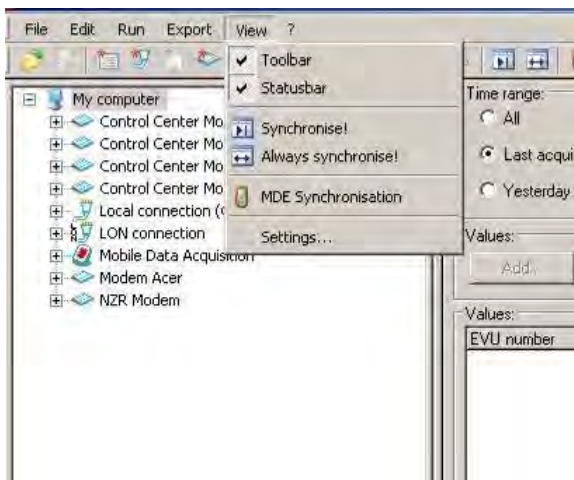 File Edit Run Export View ?
Toolbar
Statusbar
Synchronise!
Always synchronise!
MDE Synchronisation
Settings...
My computer
Control Center Mo
Control Center Mo
Control Center Mo
Control Center Mo
Local connection (
LON connection
Mobile Data Acquisition
Modem Acer
NZR Modem
Time range:
All
Last acqui
Yesterday
Values:
Add..
Values:
EVU number